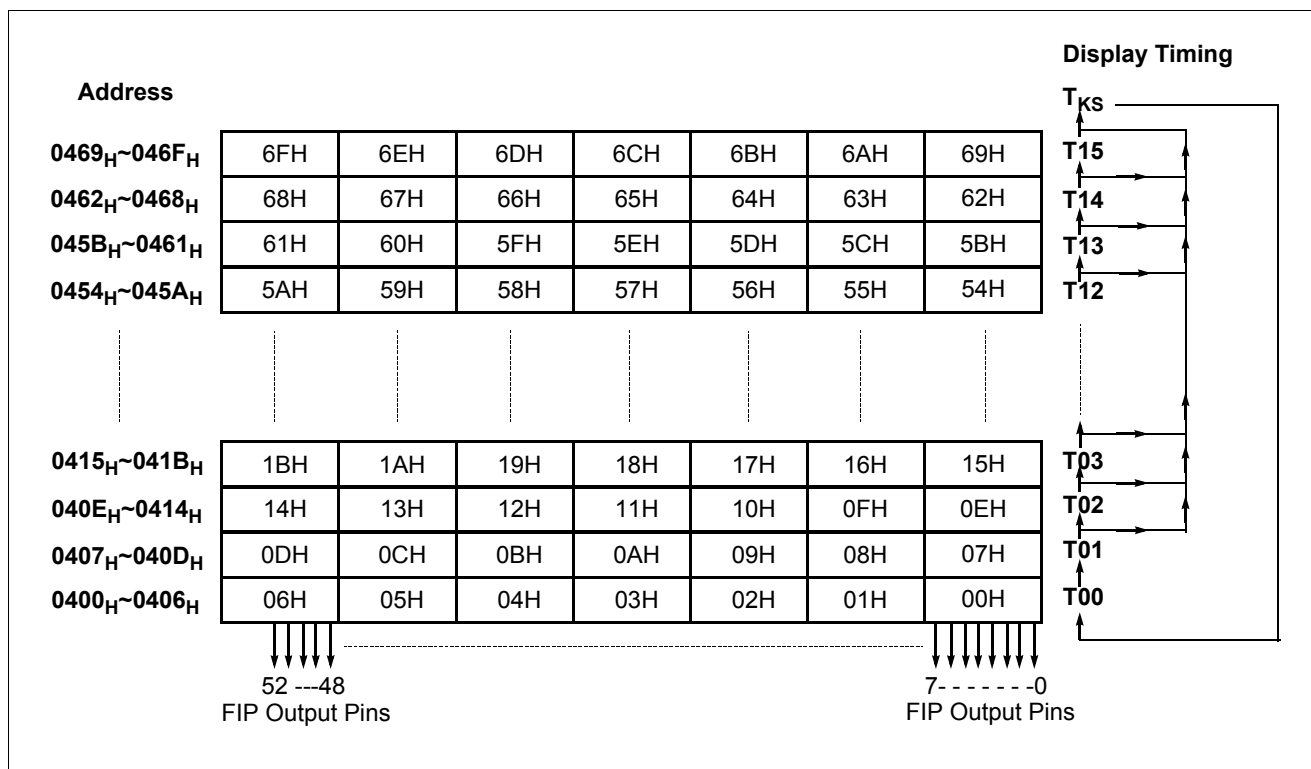 Display Timing
Address
TKS
0469H~046FH 6FH 6EH 6DH 6CH 6BH 6AH 69H T15
0462H~0468H 68H 67H 66H 65H 64H 63H 62H T14
045BH~0461H 61H 60H 5FH 5EH 5DH 5CH 5BH T13
0454H~045AH 5AH 59H 58H 57H 56H 55H 54H T12
0415H~041BH 1BH 1AH 19H 18H 17H 16H 15H T03
040EH~0414H 14H 13H 12H 11H 10H 0FH 0EH T02
0407H~040DH 0DH 0CH 0BH 0AH 09H 08H 07H T01
0400H~0406H 06H 05H 04H 03H 02H 01H 00H T00
52 ---48 7- - - - - - -0
FIP Output Pins FIP Output Pins